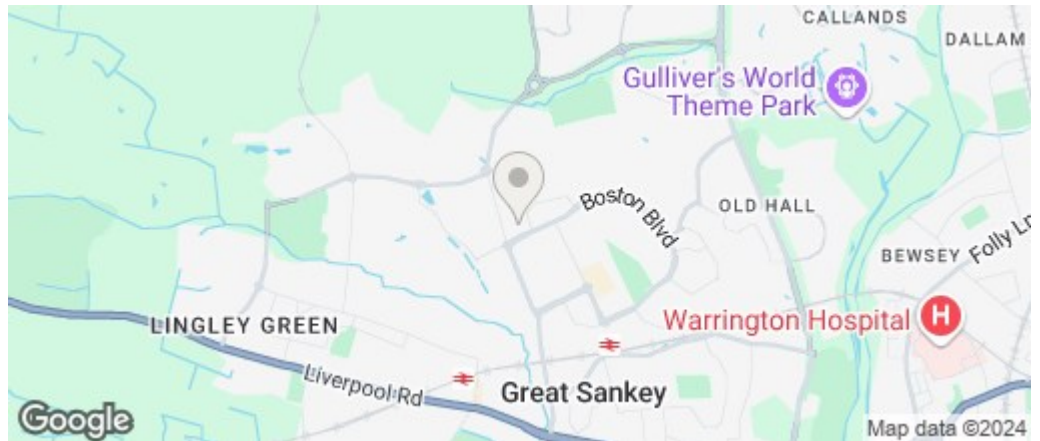 CALLANDS
DALLAM
Gulliver's World
Theme Park
Boston Blvd
OLD HALL
BEWSEY
Folly Ln
Warrington Hospital
H
LINGLEY GREEN
Liverpool Rd
Great Sankey
Google
Map data ©2024